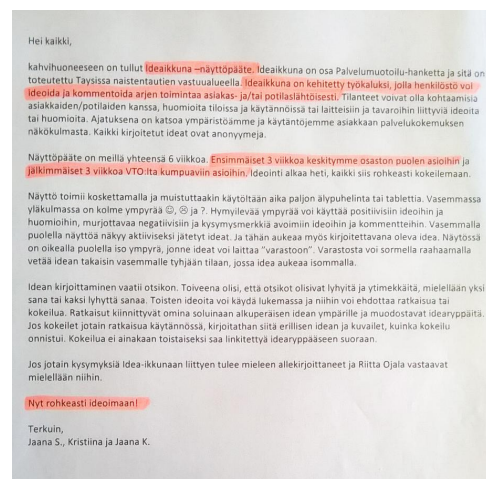 Hei kaikki,
kahvihuoneeseen on tullut Ideaikkuna –näyttöpääte. Ideaikkuna on osa Palvelumuotoilu-hanketta ja sitä on
toteutettu Taysissa naistentautien vastuualueella. Ideaikkuna on kehitetty työkaluksi, jolla henkilöstö voi
ideoida ja kommentoida arjen toimintaa asiakas- ja/tai potilaslähtöisesti. Tilanteet voivat olla kohtaamisia
asiakkaiden/potilaiden kanssa, huomioita tiloissa ja käytännöissä tai laitteisiin ja tavaroihin liittyviä ideoita
tai huomioita. Ajatuksena on katsoa ympäristöämme ja käytäntöjemme asiakkaan palvelukokemuksen
näkökulmasta. Kaikki kirjoitetut ideat ovat anonyymeja.
Näyttöpääte on meillä yhteensä 6 viikkoa. Ensimmäiset 3 viikkoa keskitymme osaston puolen asioihin ja
jälkimmäiset 3 viikkoa VTO:lta kumpuaviin asioihin. Ideointi alkaa heti, kaikki siis rohkeasti kokeilemaan.
Näyttö toimii koskettamalla ja muistuttaakin käytöltään aika paljon älypuhelinta tai tablettia. Vasemmassa
yläkulmassa on kolme ympyrää ☺, ☹ ja ?. Hymyilevää ympyrää voi käyttää positiivisiin ideoihin ja
huomioihin, murjottavaa negatiivisiin ja kysymysmerkkiä avoimiin ideoihin ja kommentteihin. Vasemmalla
puolella näyttöä näkyy aktiiviseksi jätetyt ideat. Ja tähän aukeaa myös kirjoitettavana oleva idea. Näytössä
on oikealla puolella iso ympyrä, jonne ideat voi laittaa "varastoon". Varastosta voi sormella raahaamalla
vetää idean takaisin vasemmalle tyhjään tilaan, jossa idea aukeaa isommalla.
Idean kirjoittaminen vaatii otsikon. Toiveena olisi, että otsikot olisivat lyhyitä ja ytimekkäitä, mielellään yksi
sana tai kaksi lyhyttä sanaa. Toisten ideoita voi käydä lukemassa ja niihin voi ehdottaa ratkaisua tai
kokeilua. Ratkaisut kiinnittyvät omina soluinaan alkuperäisen idean ympärille ja muodostavat idearyppäitä.
Jos kokeilet jotain ratkaisua käytännössä, kirjoitathan siitä erillisen idean ja kuvailet, kuinka kokeilu
onnistui. Kokeilua ei ainakaan toistaiseksi saa linkitettyä idearyppääseen suoraan.
Jos jotain kysymyksiä Idea-ikkunaan liittyen tulee mieleen allekirjoittaneet ja Riitta Ojala vastaavat
mielellään niihin.
Nyt rohkeasti ideoimaan!
Terkuin,
Jaana S., Kristiina ja Jaana K.